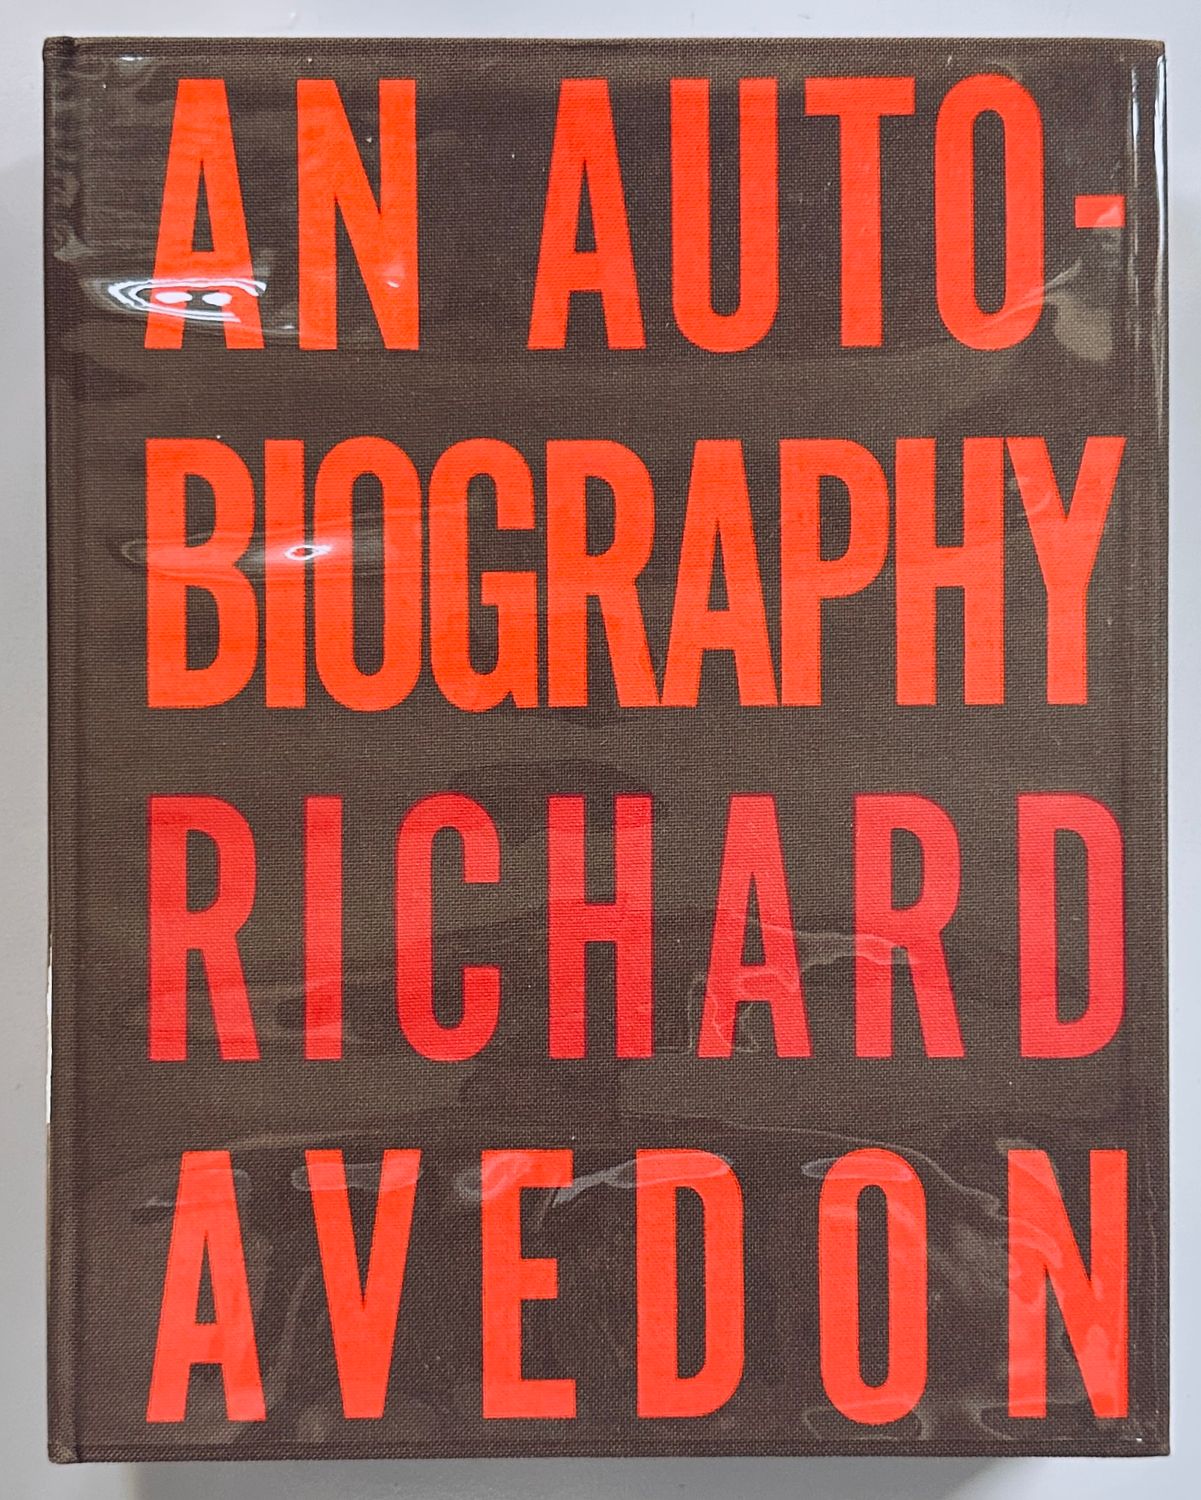 AN AUTO-
BIOGRAPHY
RICHARD
AVEDON